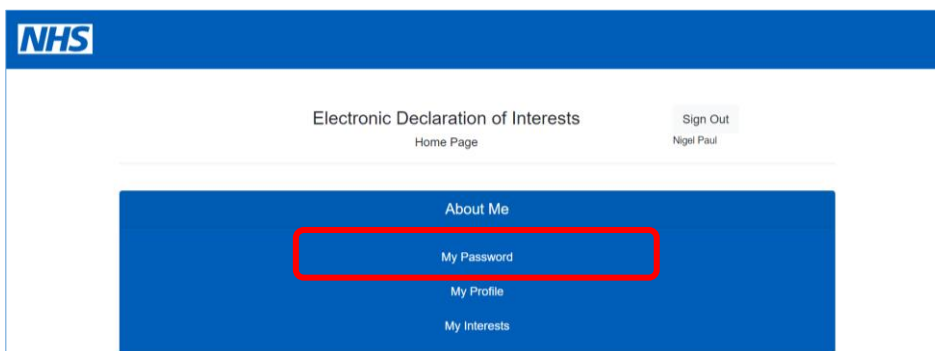 NHS
Electronic Declaration of Interests
Sign Out
Home Page
Nigel Paul
About Me
My Password
My Profile
My Interests